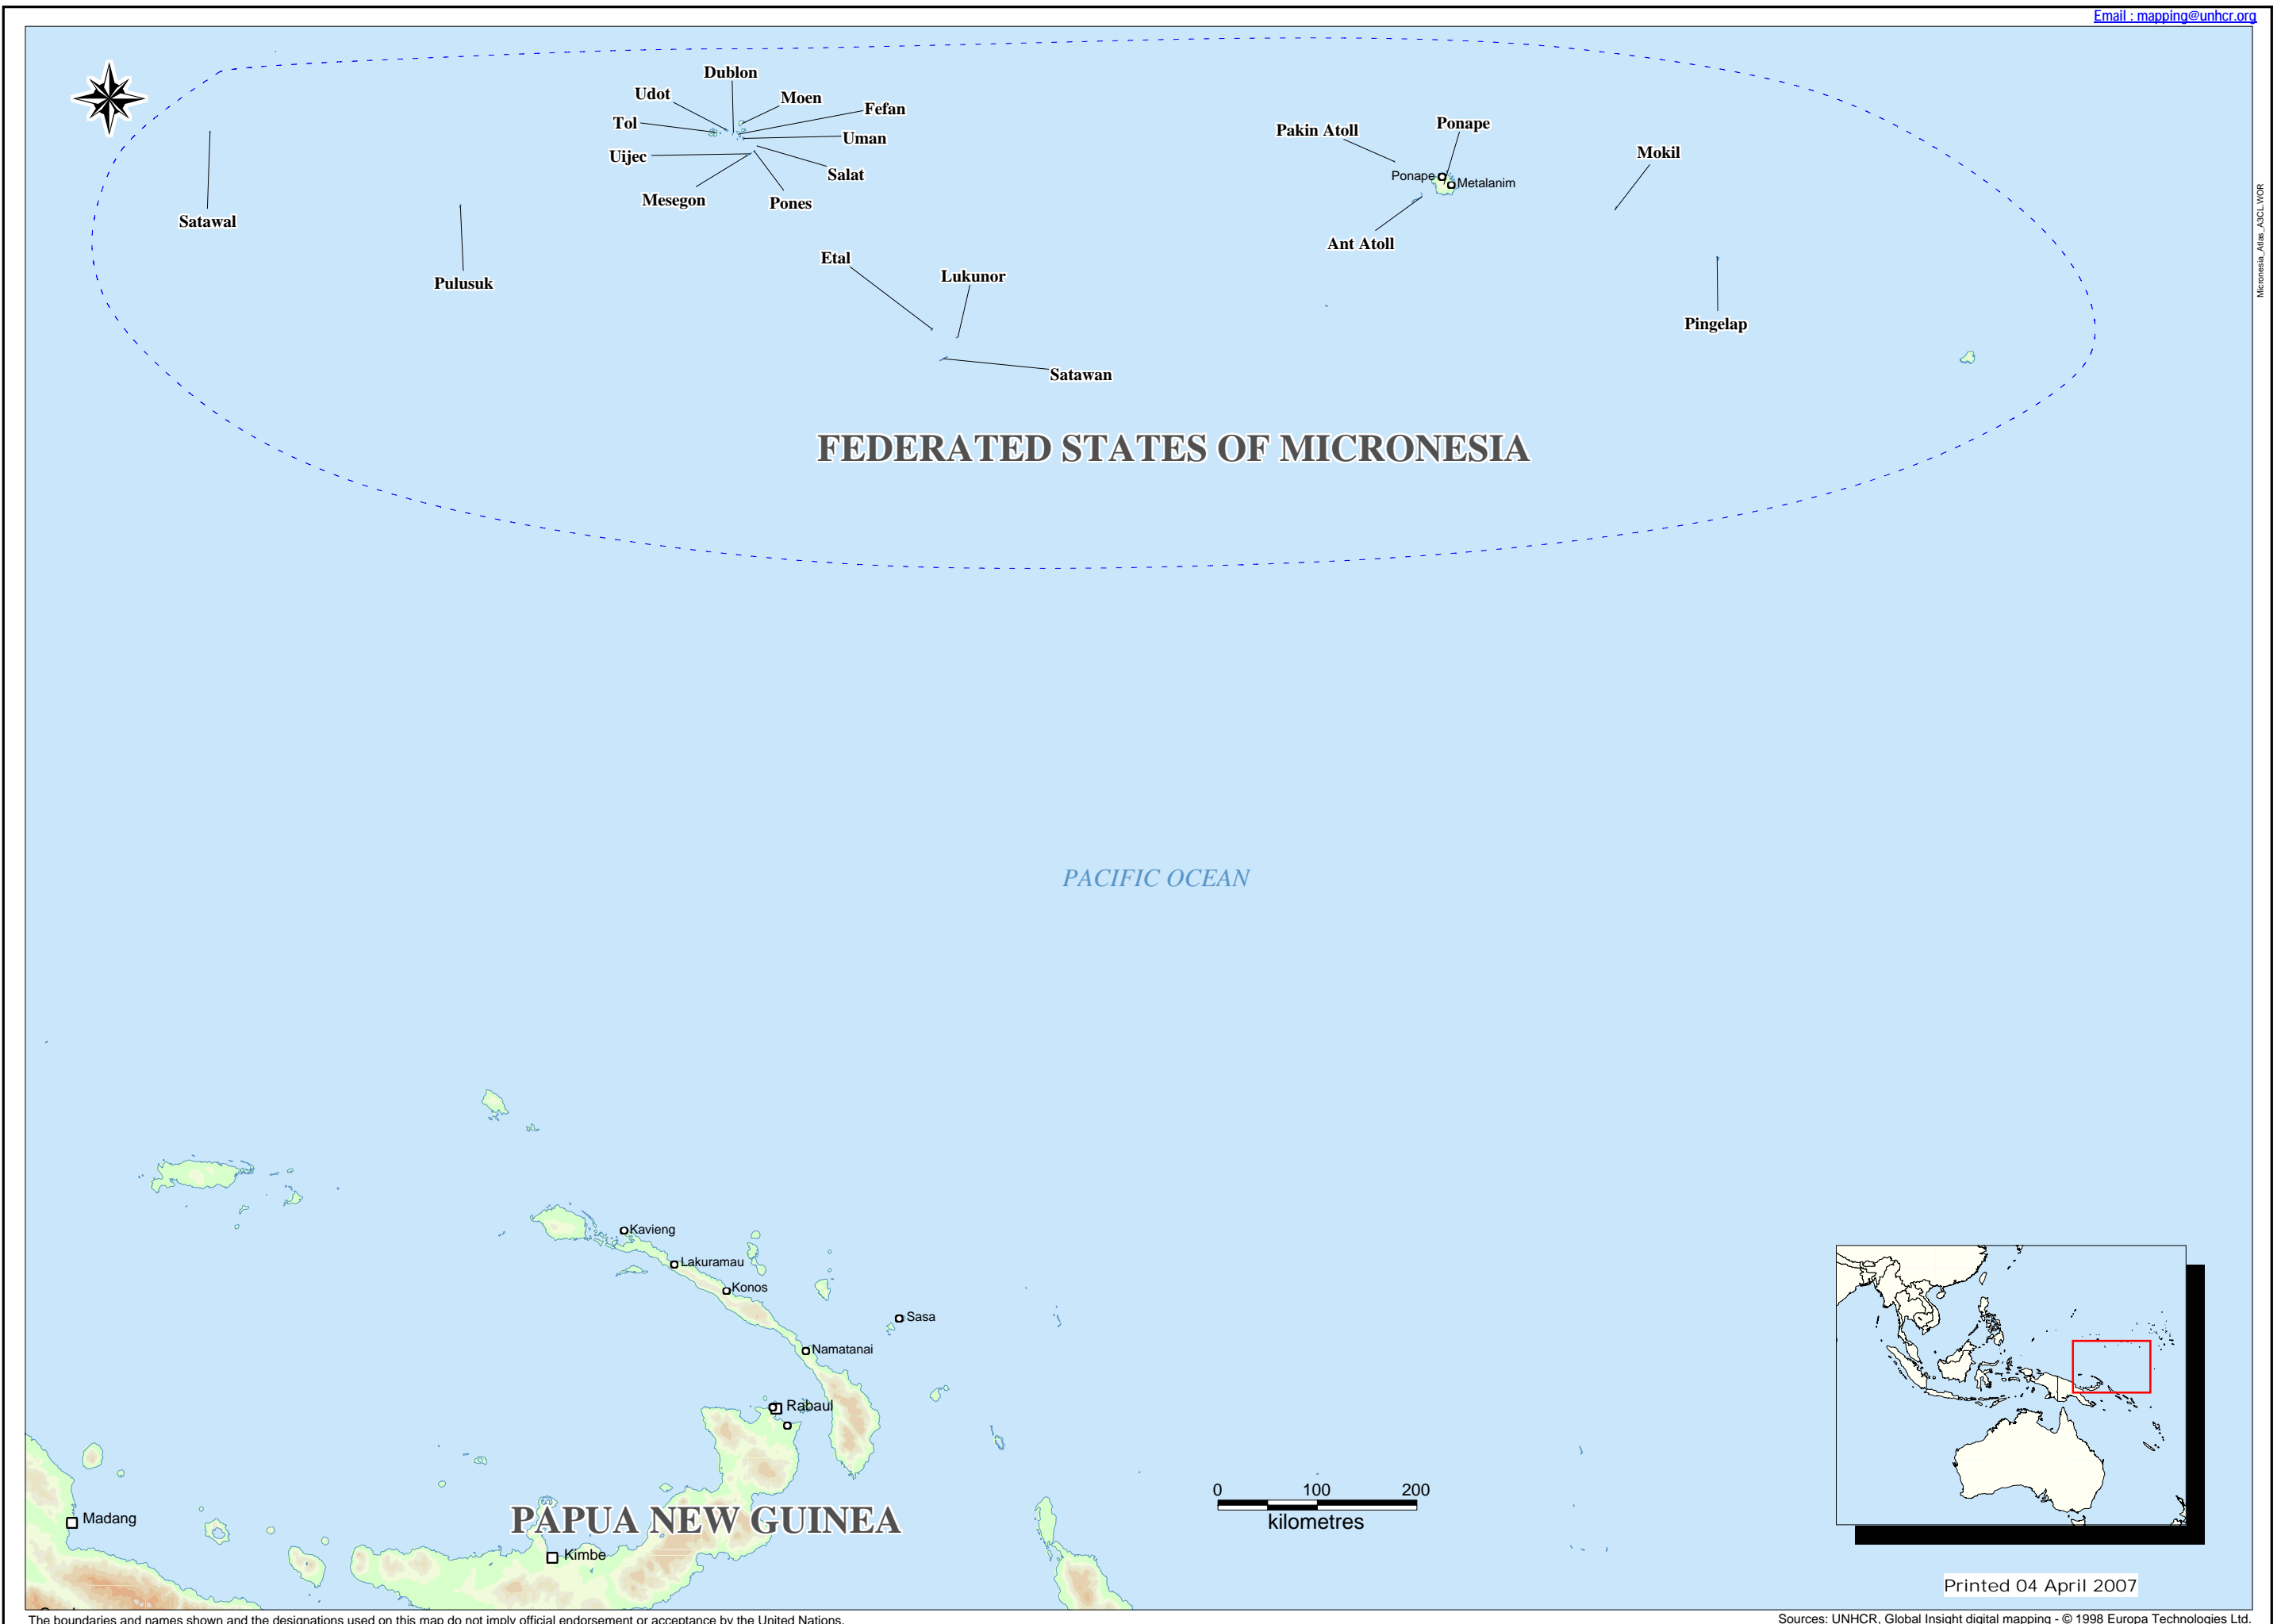 Email : mapping@unhcr.org
Micronesia_Atlas_A3CL.WOR
Dublon
Udot
Moen
Fefan
Tol
Uman
Uijec
Salat
Mesegon
Pones
Satawal
Pulusuk
Etal
Lukunor
Satawan
Pakin Atoll
Ponape
Ponape
Metalanim
Ant Atoll
Mokil
Pingelap
FEDERATED STATES OF MICRONESIA
PACIFIC OCEAN
Kavieng
Lakuramau
Konos
Sasa
Namatanai
Rabaul
Madang
PAPUA NEW GUINEA
Kimbe
0 100 200
kilometres
Printed 04 April 2007
The boundaries and names shown and the designations used on this map do not imply official endorsement or acceptance by the United Nations.
Sources: UNHCR, Global Insight digital mapping - © 1998 Europa Technologies Ltd.